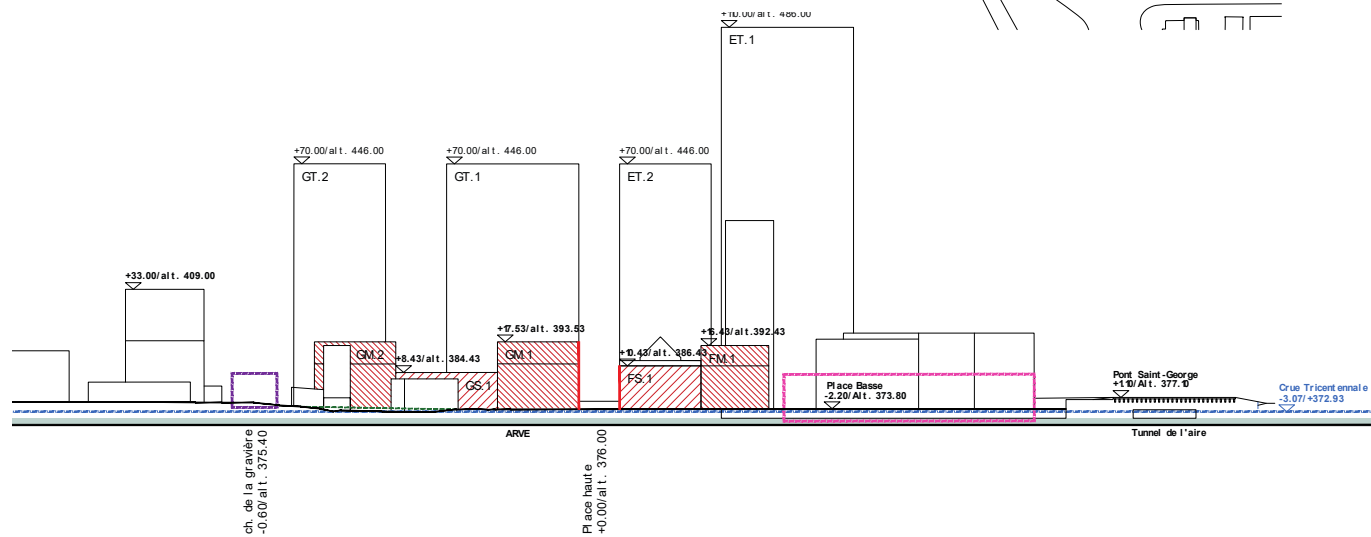 +110.00/alt. 486.00
ET.1
+70.00/alt. 446.00
GT.2
+70.00/alt. 446.00
GT.1
+70.00/alt. 446.00
ET.2
+33.00/alt. 409.00
+17.53/alt. 393.53
+16.43/alt.392.43
GM.2
+8.43/alt. 384.43
GM.1
+10.43/alt. 386.43
FM.1
GS.1
FS.1
Place Basse
-2.20/Alt. 373.80
Pont Saint-George
+1.10/Alt. 377.10
Crue Tricentennale
-3.07/+372.93
ARVE
Tunnel de l'aire
ch. de la gravière
-0.60/alt. 375.40
Place haute
+0.00/alt. 376.00